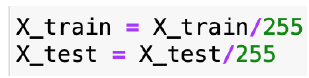 X_train = X_train/255
X_test = X_test/255